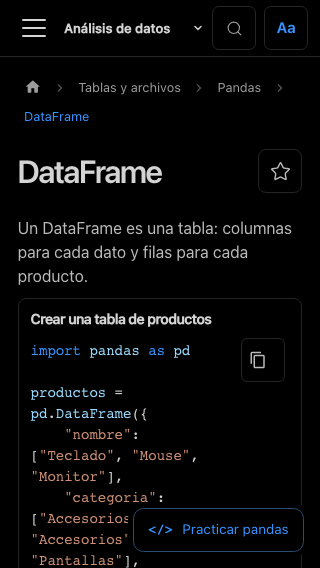 Análisis de datos
Aa
Tablas y archivos
Pandas
DataFrame
DataFrame
Un DataFrame es una tabla: columnas
para cada dato y filas para cada
producto.
Crear una tabla de productos
import pandas as pd
productos =
pd.DataFrame({
"nombre":
["Teclado", "Mouse",
"Monitor"],
"categoria":
["Accesorios
"Accesorios"
"Pantallas"],
</> Practicar pandas